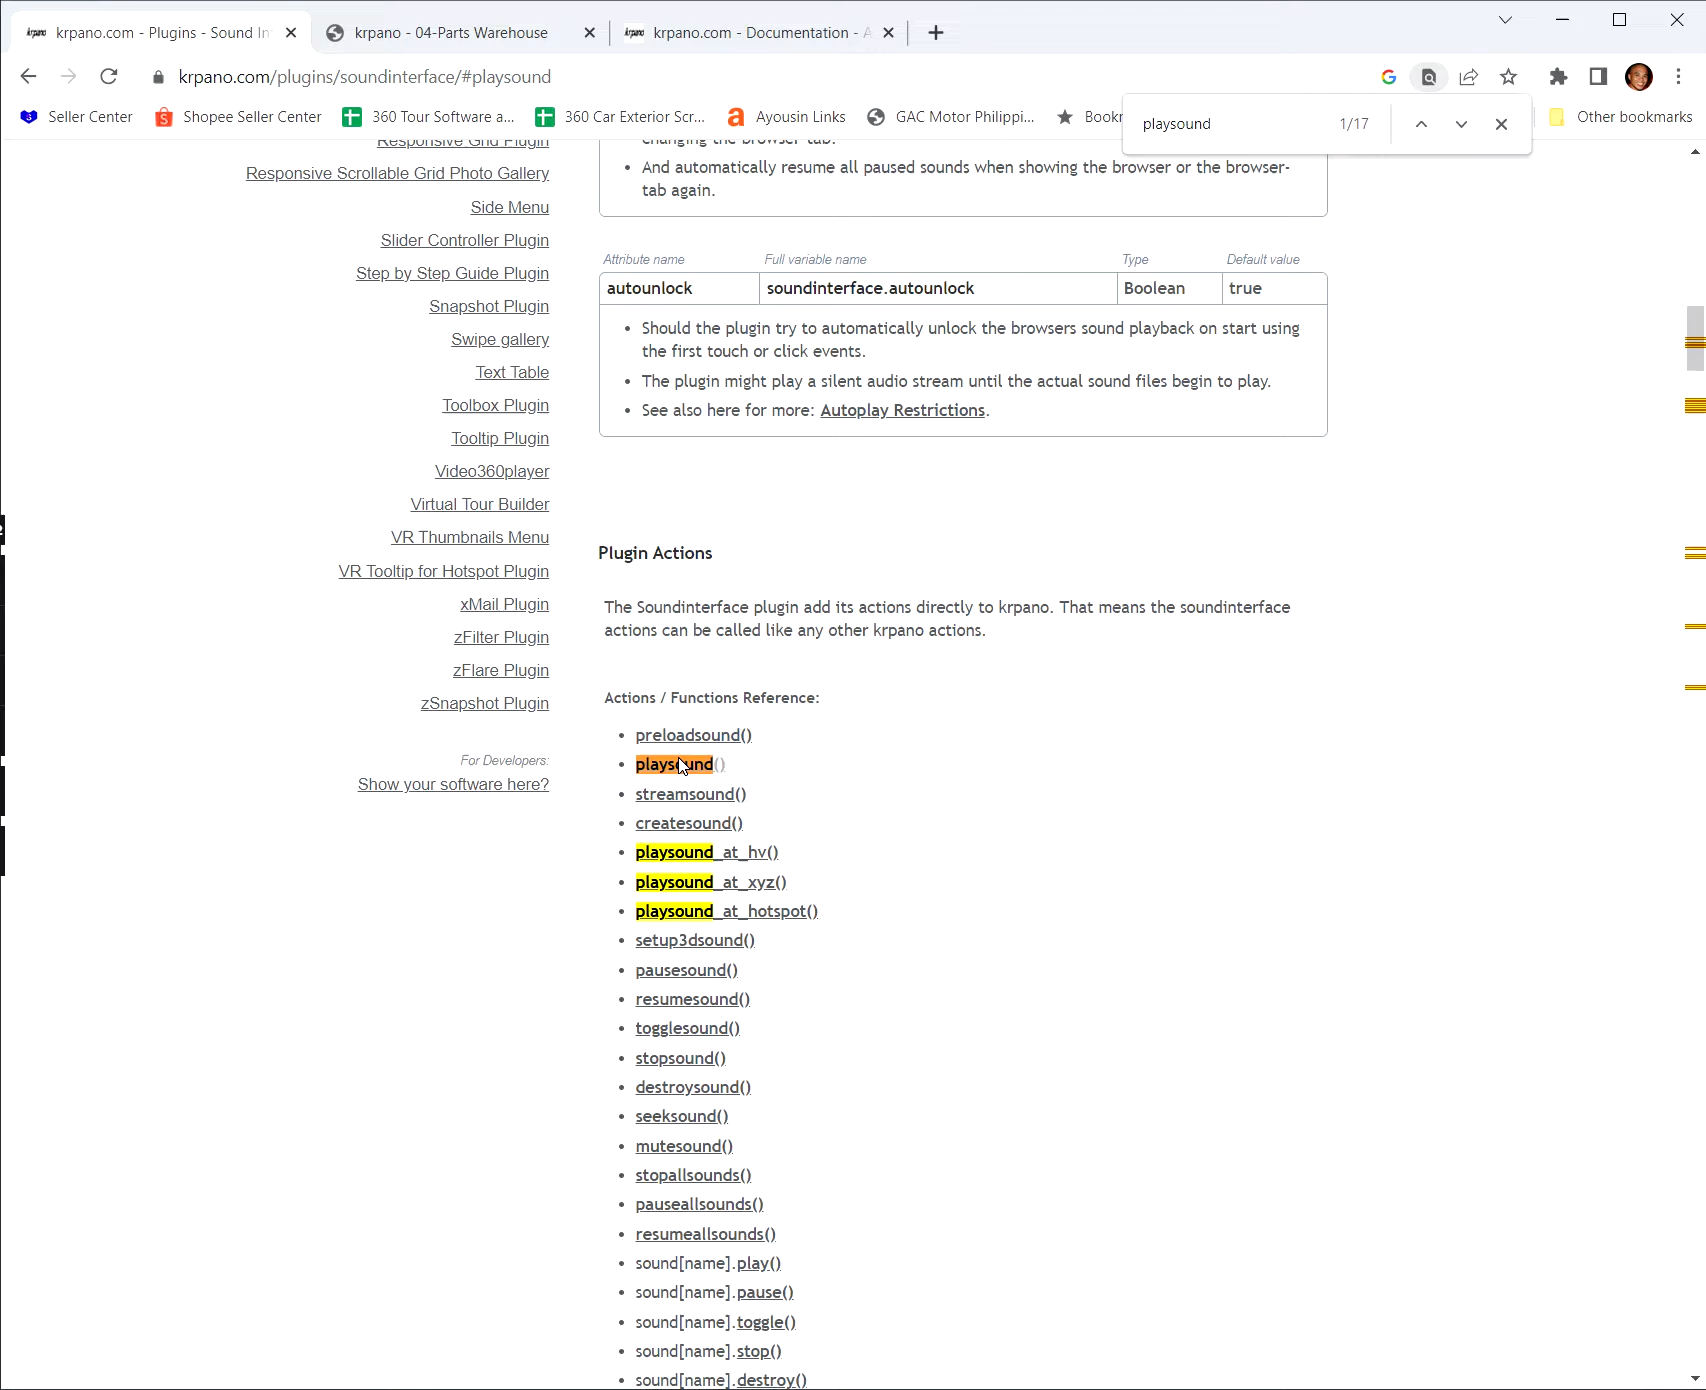 krpano krpano.com - Plugins - Sound In
krpano - 04-Parts Warehouse
krpano krpano.com - Documentation - A
krpano.com/plugins/soundinterface/#playsound
Seller Center
Shopee Seller Center
360 Tour Software a...
360 Car Exterior Scr...
Ayousin Links
GAC Motor Philippi...
Bookr
Other bookmarks
playsound 1/17
Responsive Grid Plugin
Responsive Scrollable Grid Photo Gallery
Side Menu
Slider Controller Plugin
Step by Step Guide Plugin
Snapshot Plugin
Swipe gallery
Text Table
Toolbox Plugin
Tooltip Plugin
Video360player
Virtual Tour Builder
VR Thumbnails Menu
VR Tooltip for Hotspot Plugin
xMail Plugin
zFilter Plugin
zFlare Plugin
zSnapshot Plugin
For Developers:
Show your software here?
changing the browser-tab.
• And automatically resume all paused sounds when showing the browser or the browser-
tab again.
Attribute name Full variable name Type Default value
autounlock soundinterface.autounlock Boolean true
• Should the plugin try to automatically unlock the browsers sound playback on start using
the first touch or click events.
• The plugin might play a silent audio stream until the actual sound files begin to play.
• See also here for more: Autoplay Restrictions.
Plugin Actions
The Soundinterface plugin add its actions directly to krpano. That means the soundinterface
actions can be called like any other krpano actions.
Actions / Functions Reference:
• preloadsound()
• playsound()
• streamsound()
• createsound()
• playsound_at_hv()
• playsound_at_xyz()
• playsound_at_hotspot()
• setup3dsound()
• pausesound()
• resumesound()
• togglesound()
• stopsound()
• destroysound()
• seeksound()
• mutesound()
• stopallsounds()
• pauseallsounds()
• resumeallsounds()
• sound[name].play()
• sound[name].pause()
• sound[name].toggle()
• sound[name].stop()
• sound[name].destroy()